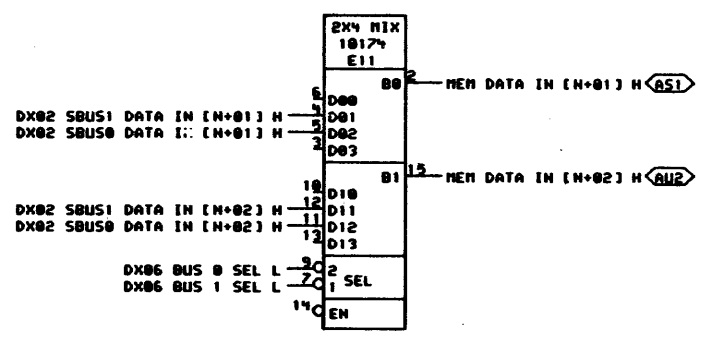 2X4 MIX
10174
E11
B0 2 MEM DATA IN [N+01] H AS1
D00
DX02 SBUS1 DATA IN [N+01] H 4 D01
DX02 SBUS0 DATA [N+01] H 5 D02
3 D03
B1 15 MEM DATA IN [N+02] H AU2
10 D10
DX02 SBUS1 DATA IN [N+02] H 12 D11
DX02 SBUS0 DATA IN [N+02] H 11 D12
13 D13
DX06 BUS 0 SEL L 9 2
SEL
DX06 BUS 1 SEL L 7 1
14 EN